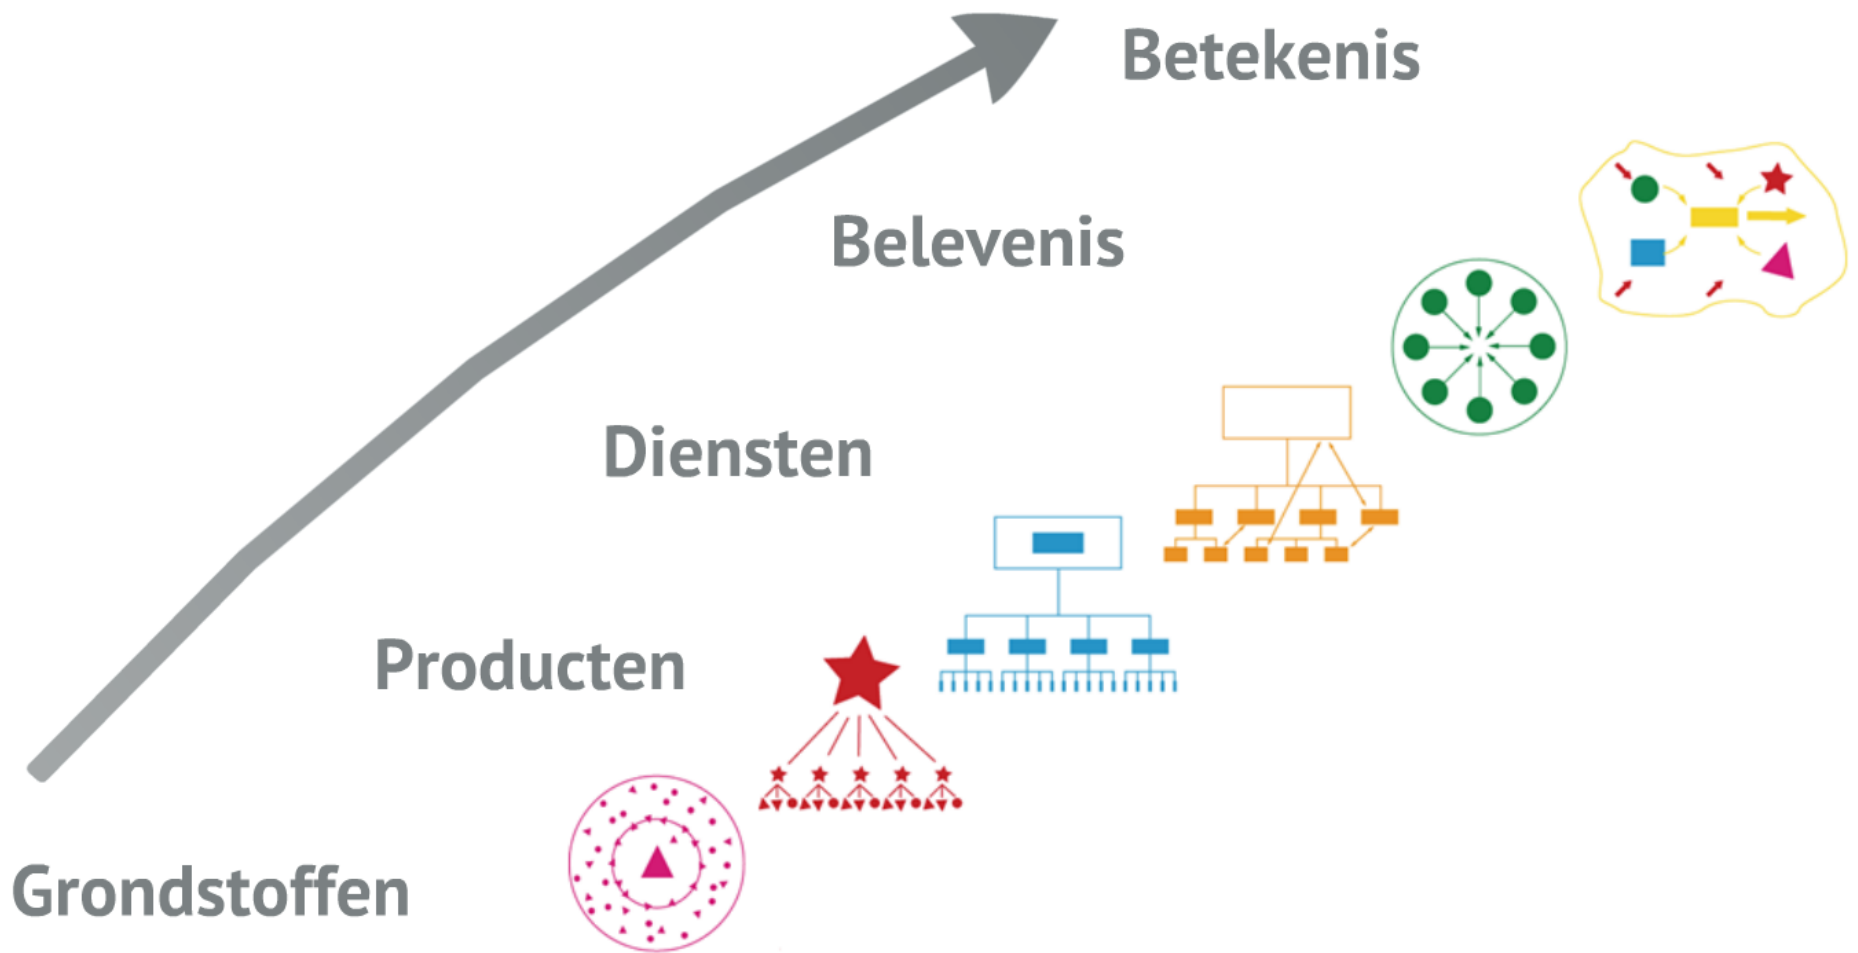 Betekenis
Belevenis
Diensten
Producten
Grondstoffen